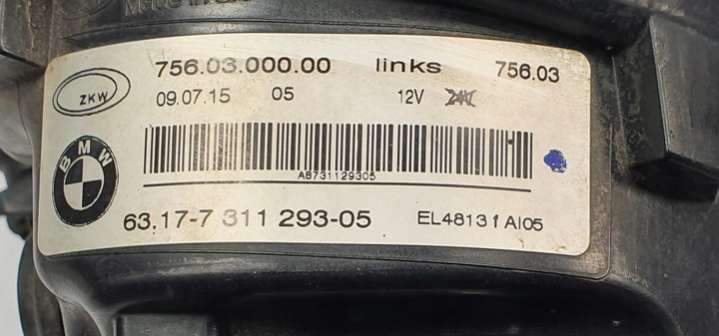 756.03.000.00 links 756.03
ZKW
09.07.15 05 12V 24V
BMW
A6731129305
63.17-7 311 293-05 EL48131 AI05